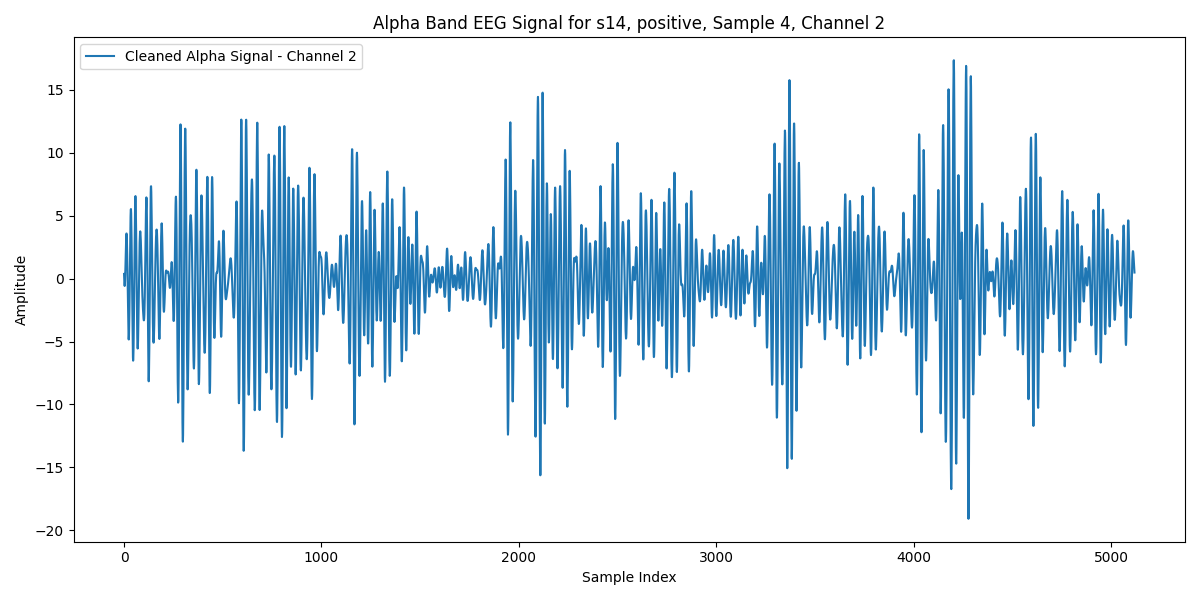 Alpha Band EEG Signal for s14, positive, Sample 4, Channel 2
Cleaned Alpha Signal - Channel 2
Amplitude
15
10
5
0
−5
−10
−15
−20
0 1000 2000 3000 4000 5000
Sample Index